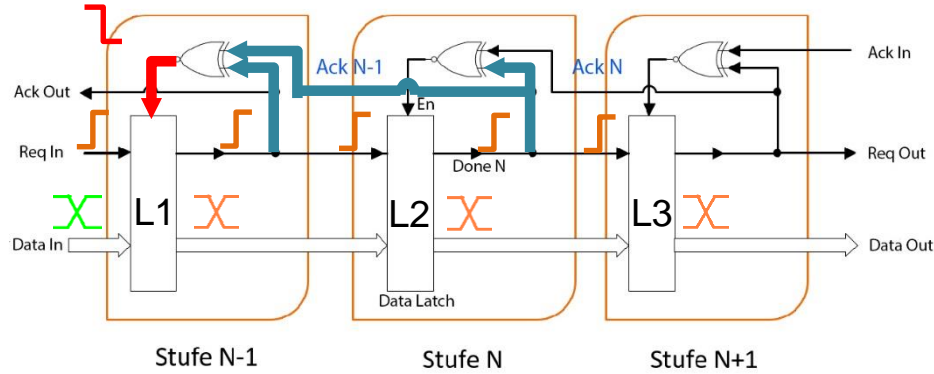 Ack N-1
Ack N
Ack In
Ack Out
En
Req In
Done N
Req Out
L1
L2
L3
Data In
Data Out
Data Latch
Stufe N-1
Stufe N
Stufe N+1